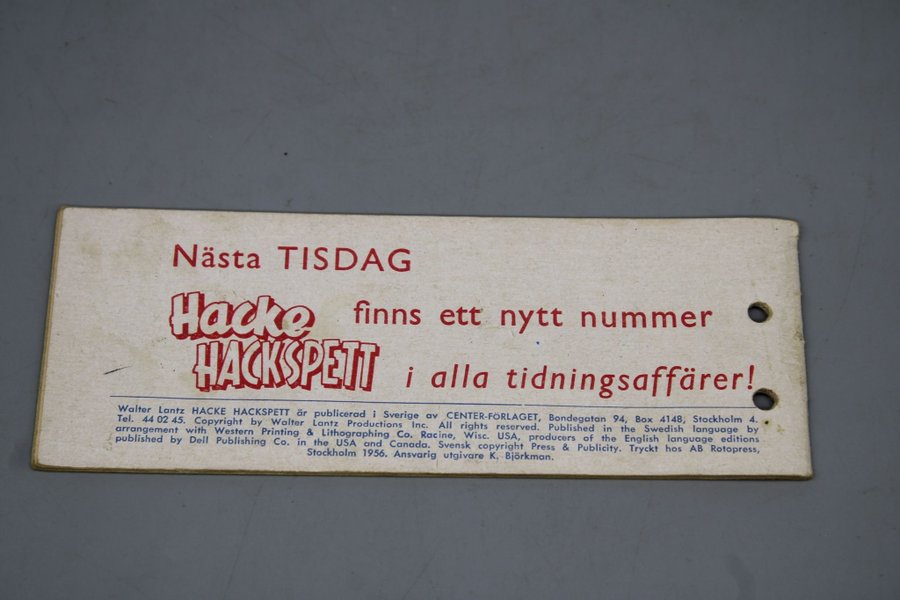 Nästa TISDAG
Hacke
HACKSPETT
finns ett nytt nummer
i alla tidningsaffärer!
Walter Lantz HACKE HACKSPETT är publicerad i Sverige av CENTER-FÖRLAGET, Bondegatan 94, Box 4148, Stockholm 4.
Tel. 44 02 45. Copyright by Walter Lantz Productions Inc. All rights reserved. Published in the Swedish language by
arrangement with Western Printing & Lithographing Co. Racine, Wisc. USA, producers of the English language editions
published by Dell Publishing Co. in the USA and Canada. Svensk copyright Press & Publicity. Tryckt hos AB Rotopress,
Stockholm 1956. Ansvarig utgivare K. Björkman.